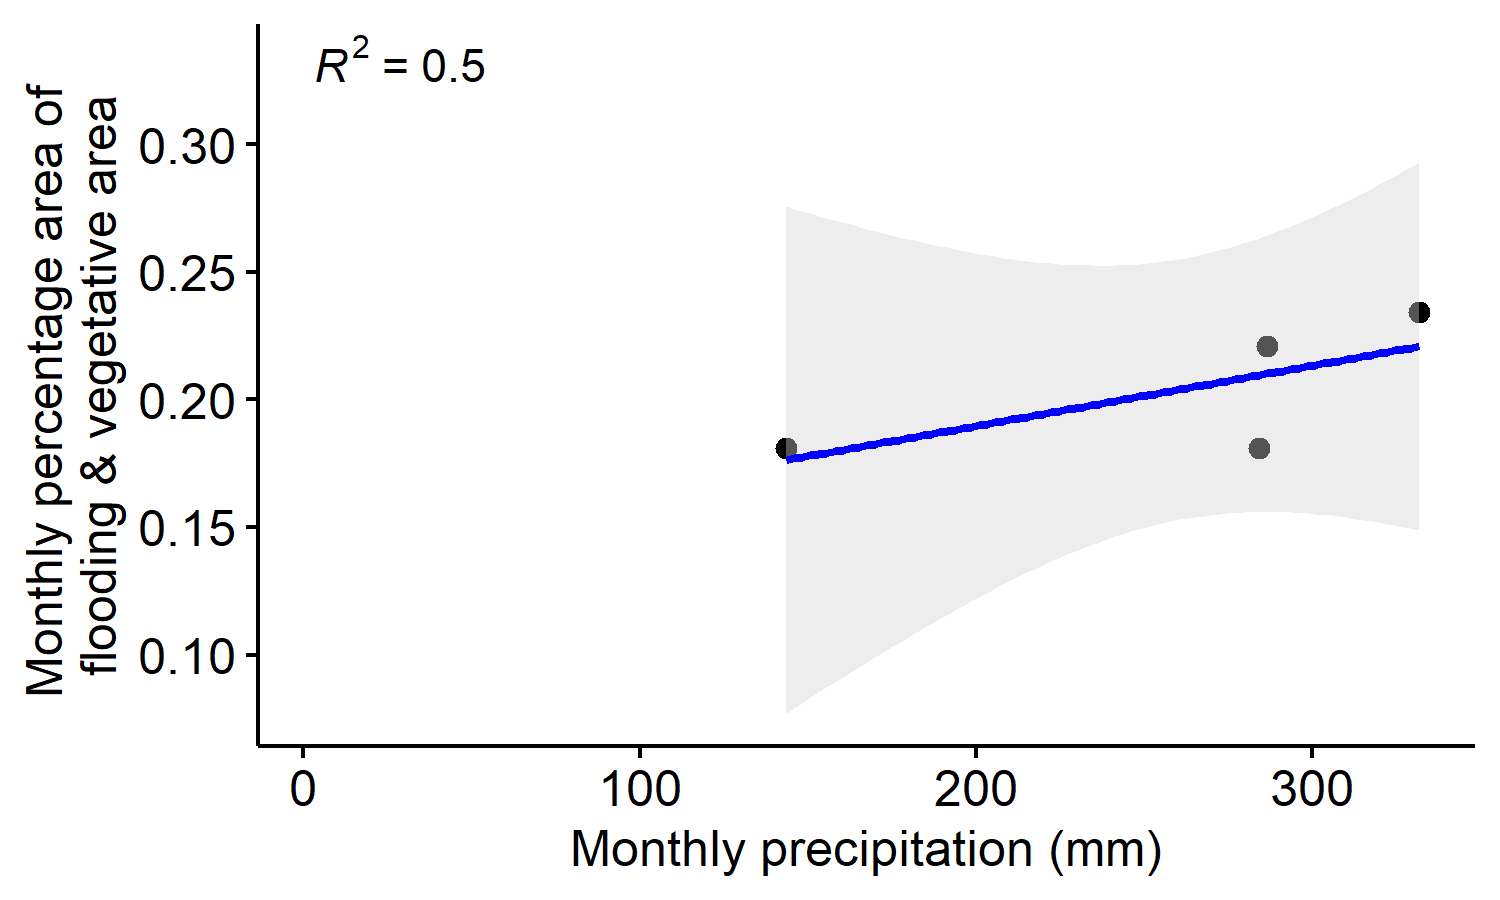 R² = 0.5
Monthly percentage area of
flooding & vegetative area
0.30
0.25
0.20
0.15
0.10
0 100 200 300
Monthly precipitation (mm)